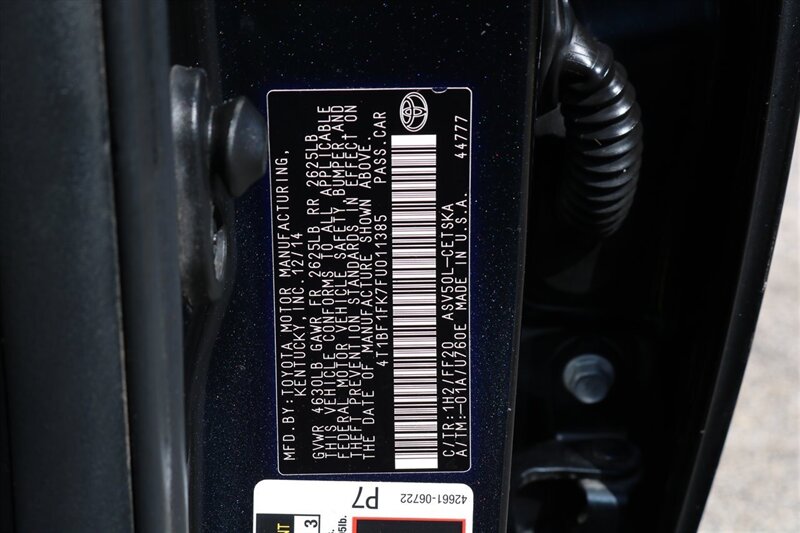 MFD.BY:TOYOTA MOTOR MANUFACTURING,
KENTUCKY, INC. 12/14
GVWR 4630LB GAWR FR 2625LB RR 2625LB
THIS VEHICLE CONFORMS TO ALL APPLICABLE
FEDERAL MOTOR VEHICLE SAFETY, BUMPER, AND
THEFT PREVENTION STANDARDS IN EFFECT ON
THE DATE OF MANUFACTURE SHOWN ABOVE.
4T1BF1FK7FU011385 PASS.CAR
C/TR:1H2/FF20 ASV50L-CETSKA
A/TM:-01A/U760E MADE IN U.S.A. 44777
P7
42661-06722
3